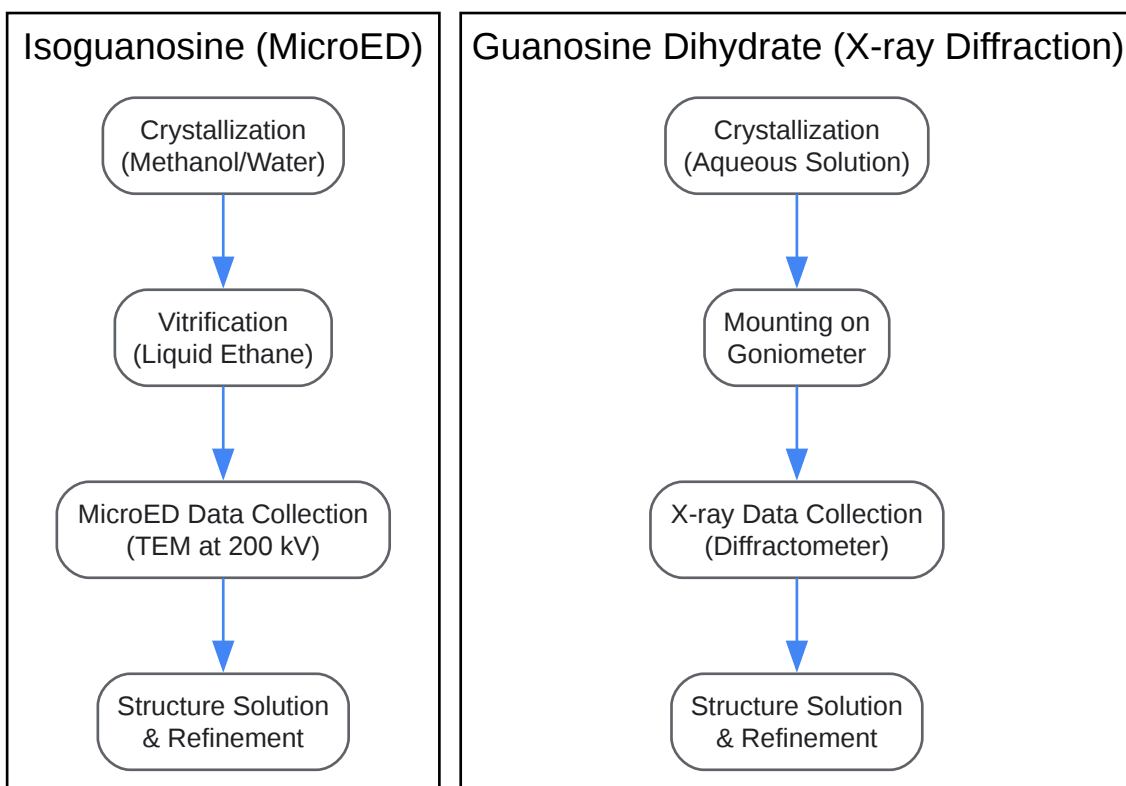 Isoguanosine (MicroED)
Crystallization
(Methanol/Water)
Vitrification
(Liquid Ethane)
MicroED Data Collection
(TEM at 200 kV)
Structure Solution
& Refinement
Guanosine Dihydrate (X-ray Diffraction)
Crystallization
(Aqueous Solution)
Mounting on
Goniometer
X-ray Data Collection
(Diffractometer)
Structure Solution
& Refinement